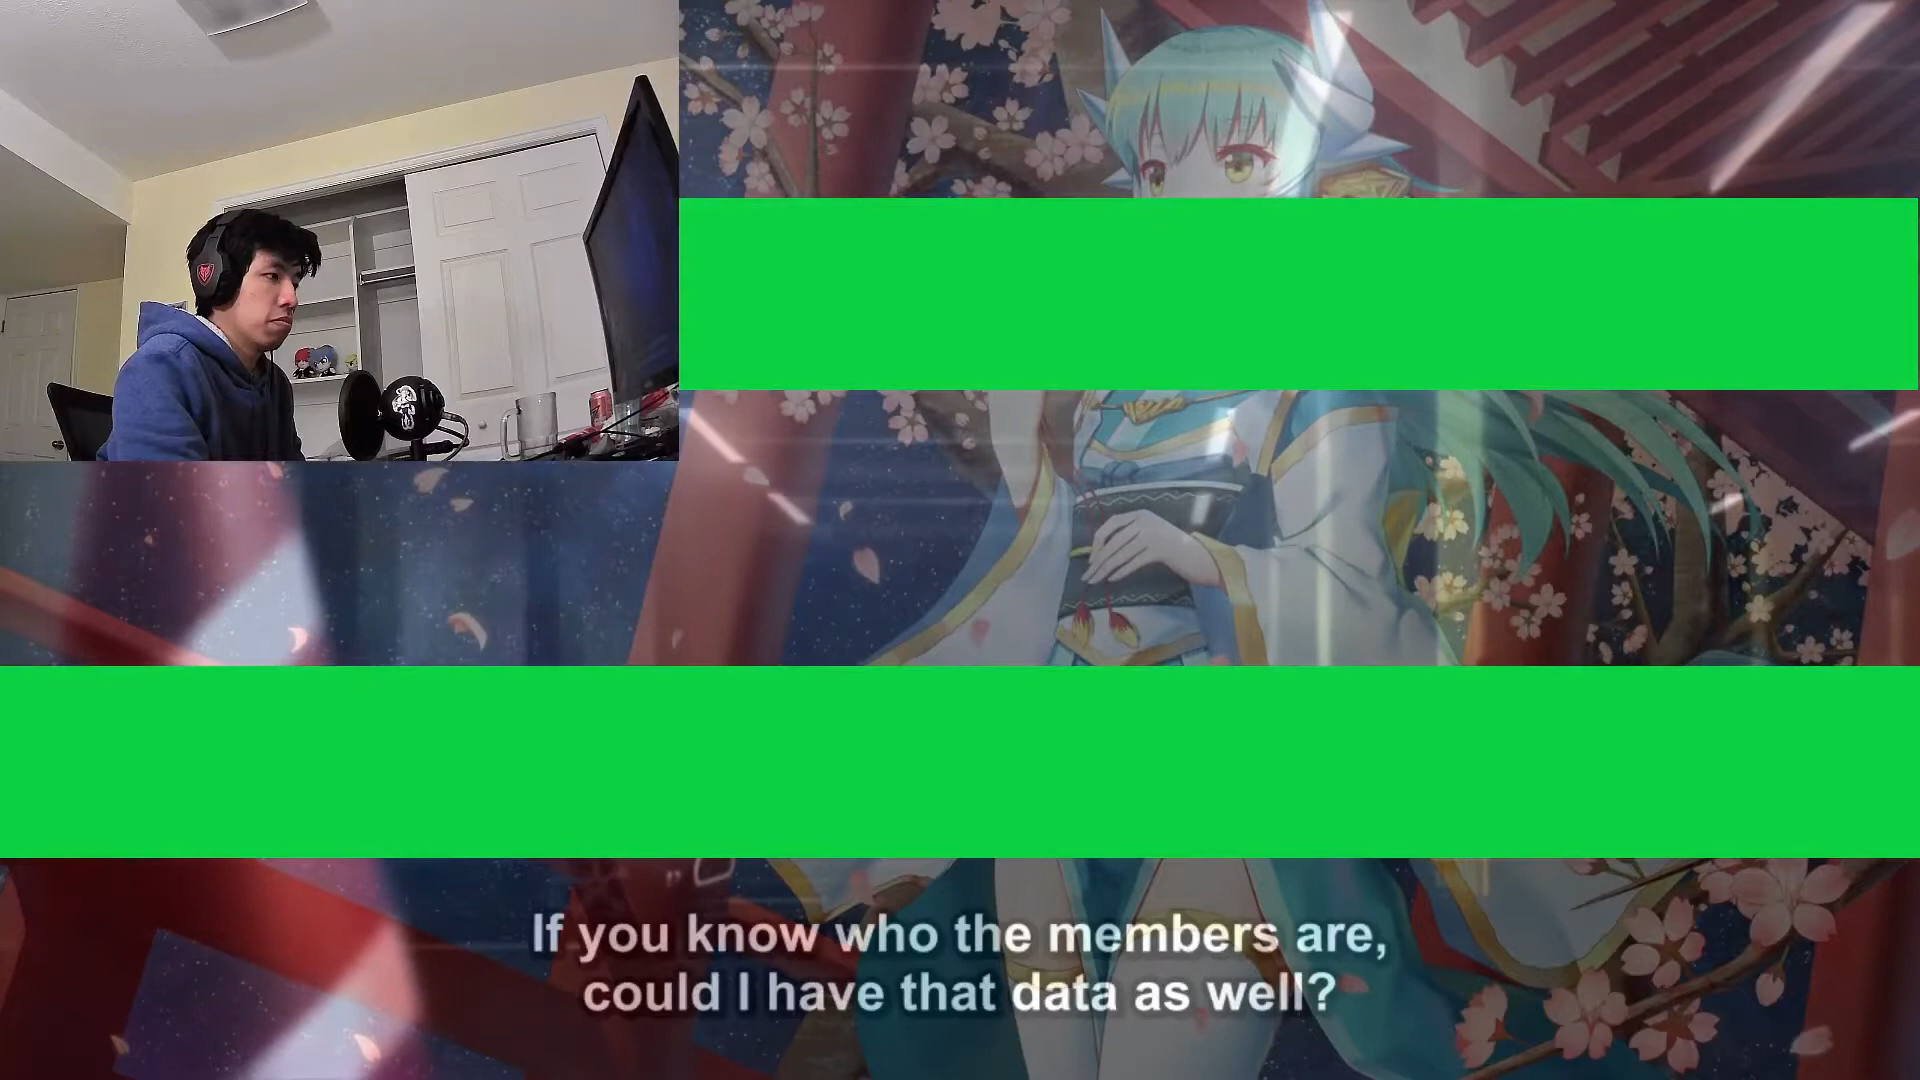 If you know who the members are,
could I have that data as well?